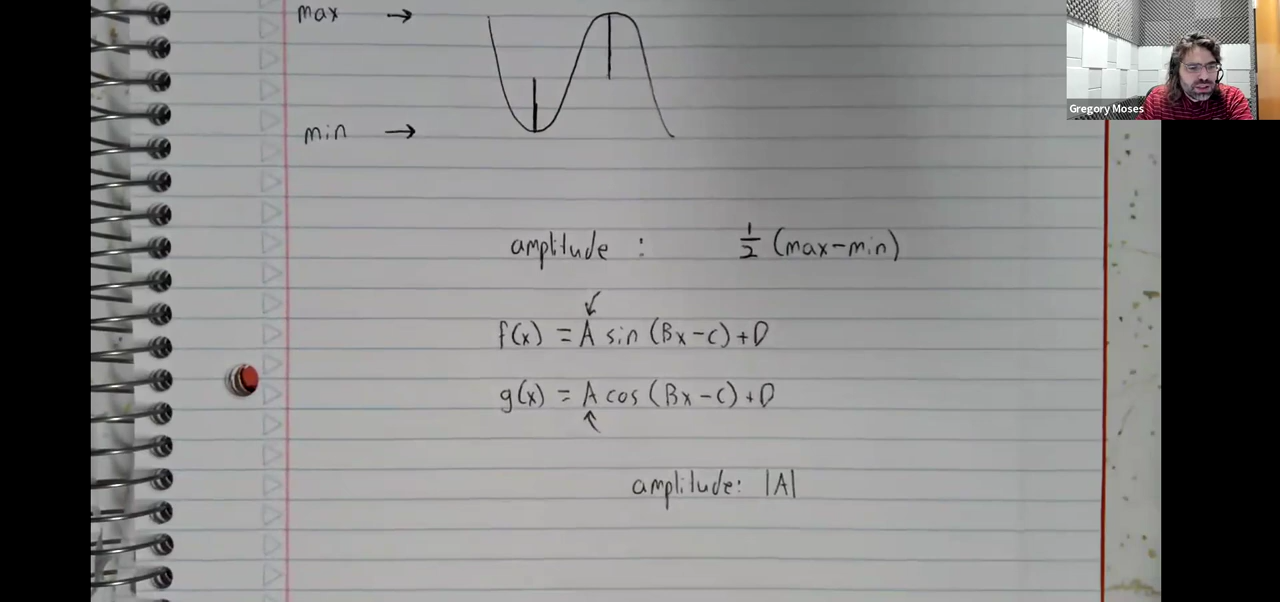 max →
min →
Gregory Moses
amplitude : 1/2 (max-min)
↙
f(x) = A sin (Bx-C)+D
g(x) = A cos (Bx-C)+D
↑
amplitude: |A|